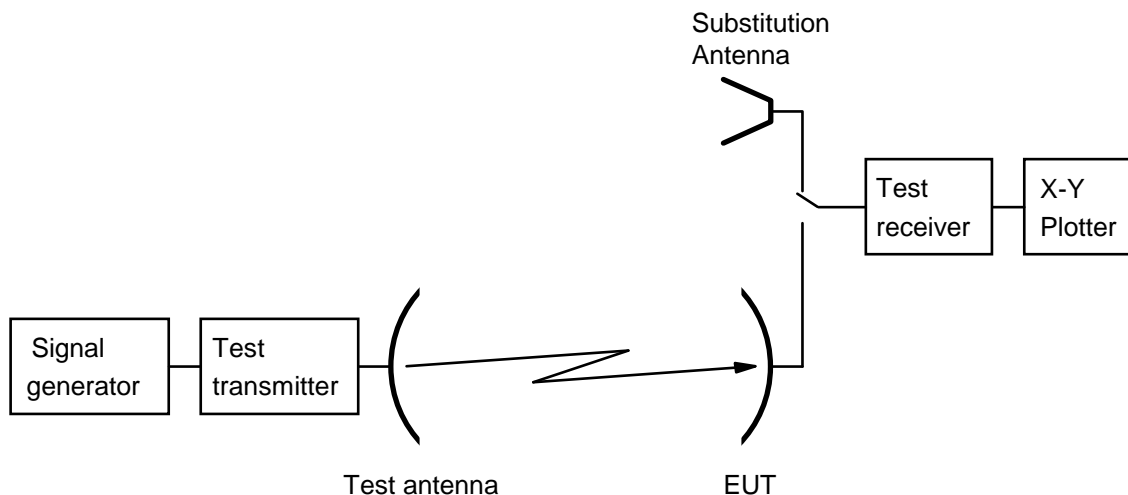 Substitution
Antenna
Test
receiver
X-Y
Plotter
Signal
generator
Test
transmitter
Test antenna
EUT